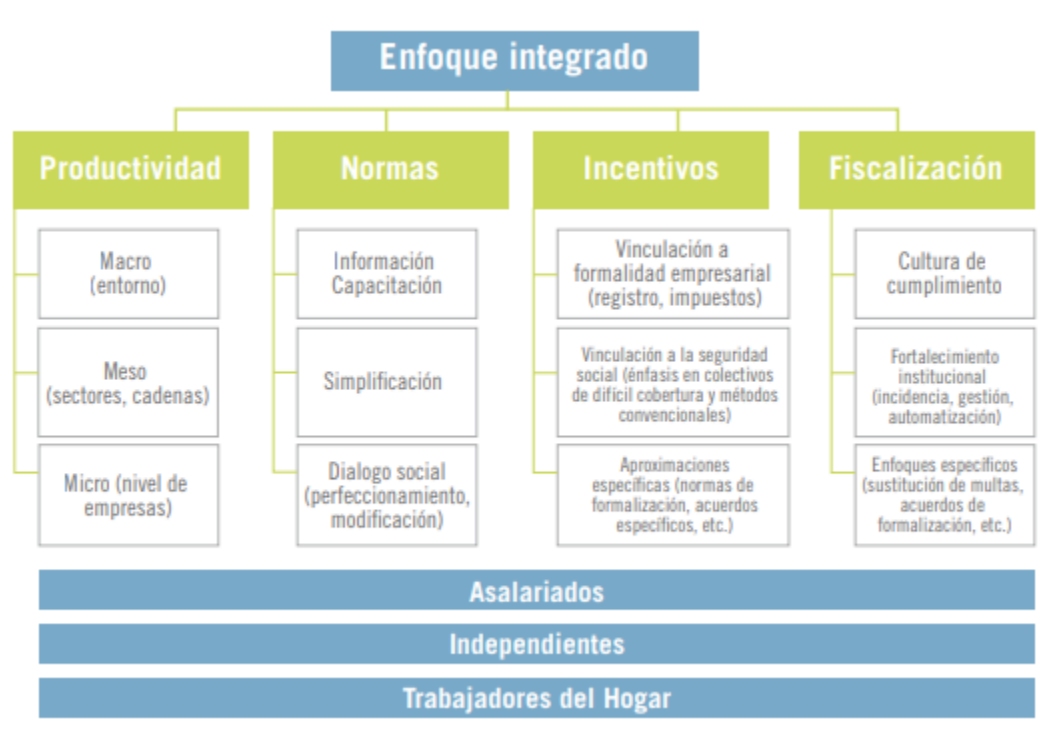 Enfoque integrado
Productividad
Macro
(entorno)
Meso
(sectores, cadenas)
Micro (nivel de
empresas)
Normas
Información
Capacitación
Simplificación
Dialogo social
(perfeccionamiento,
modificación)
Incentivos
Vinculación a
formalidad empresarial
(registro, impuestos)
Vinculación a la seguridad
social (énfasis en colectivos
de difícil cobertura y métodos
convencionales)
Aproximaciones
específicas (normas de
formalización, acuerdos
específicos, etc.)
Fiscalización
Cultura de
cumplimiento
Fortalecimiento
institucional
(incidencia, gestión,
automatización)
Enfoques específicos
(sustitución de multas,
acuerdos de
formalización, etc.)
Asalariados
Independientes
Trabajadores del Hogar